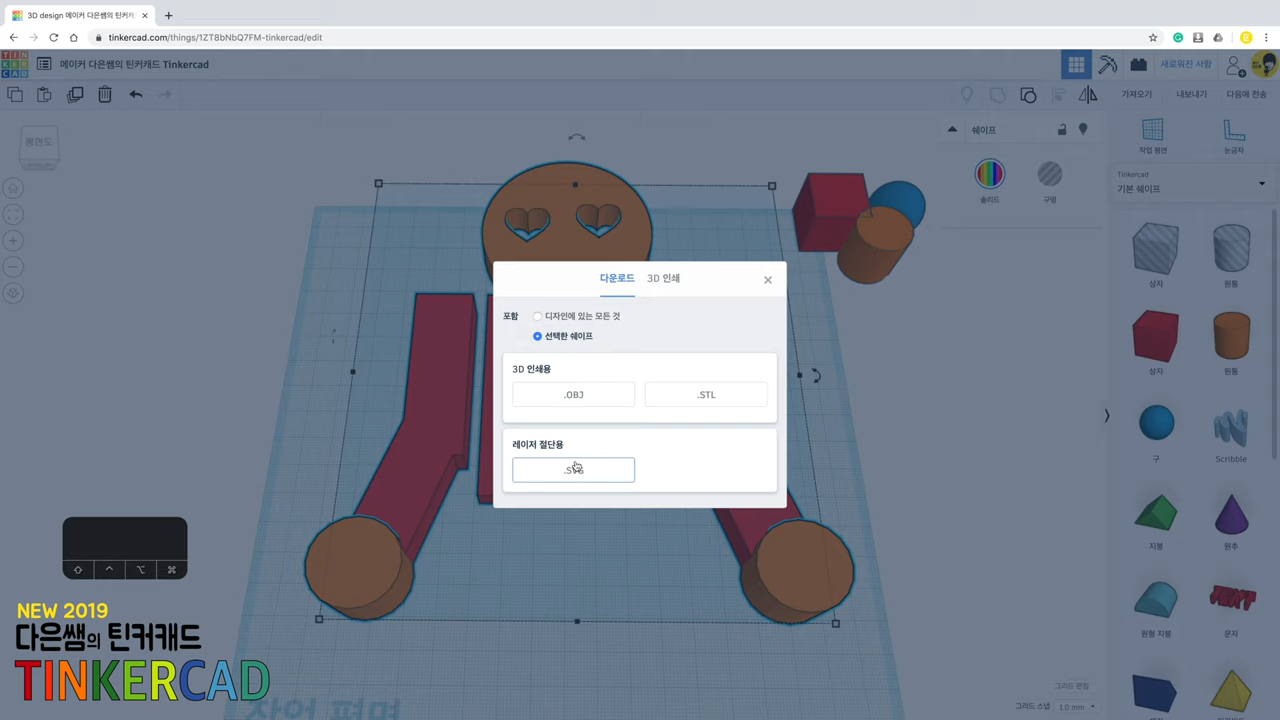 3D design 메이커 다은쌤의 틴커캐
tinkercad.com/things/1ZT8bNbQ7FM-tinkercad/edit
TIN
KER
CAD
메이커 다은쌤의 틴커캐드 Tinkercad
새로워진 사항
가져오기
내보내기
다음에 전송
평면도
쉐이프
솔리드
구멍
작업 평면
눈금자
Tinkercad
기본 쉐이프
상자
원통
상자
원통
구
Scribble
지붕
원추
원형 지붕
문자
다운로드
3D 인쇄
포함
디자인에 있는 모든 것
선택한 쉐이프
3D 인쇄용
.OBJ
.STL
레이저 절단용
.SVG
작업 평면
그리드 편집
그리드 스냅
1.0 mm
NEW 2019
다은쌤의 틴커캐드
TINKERCAD